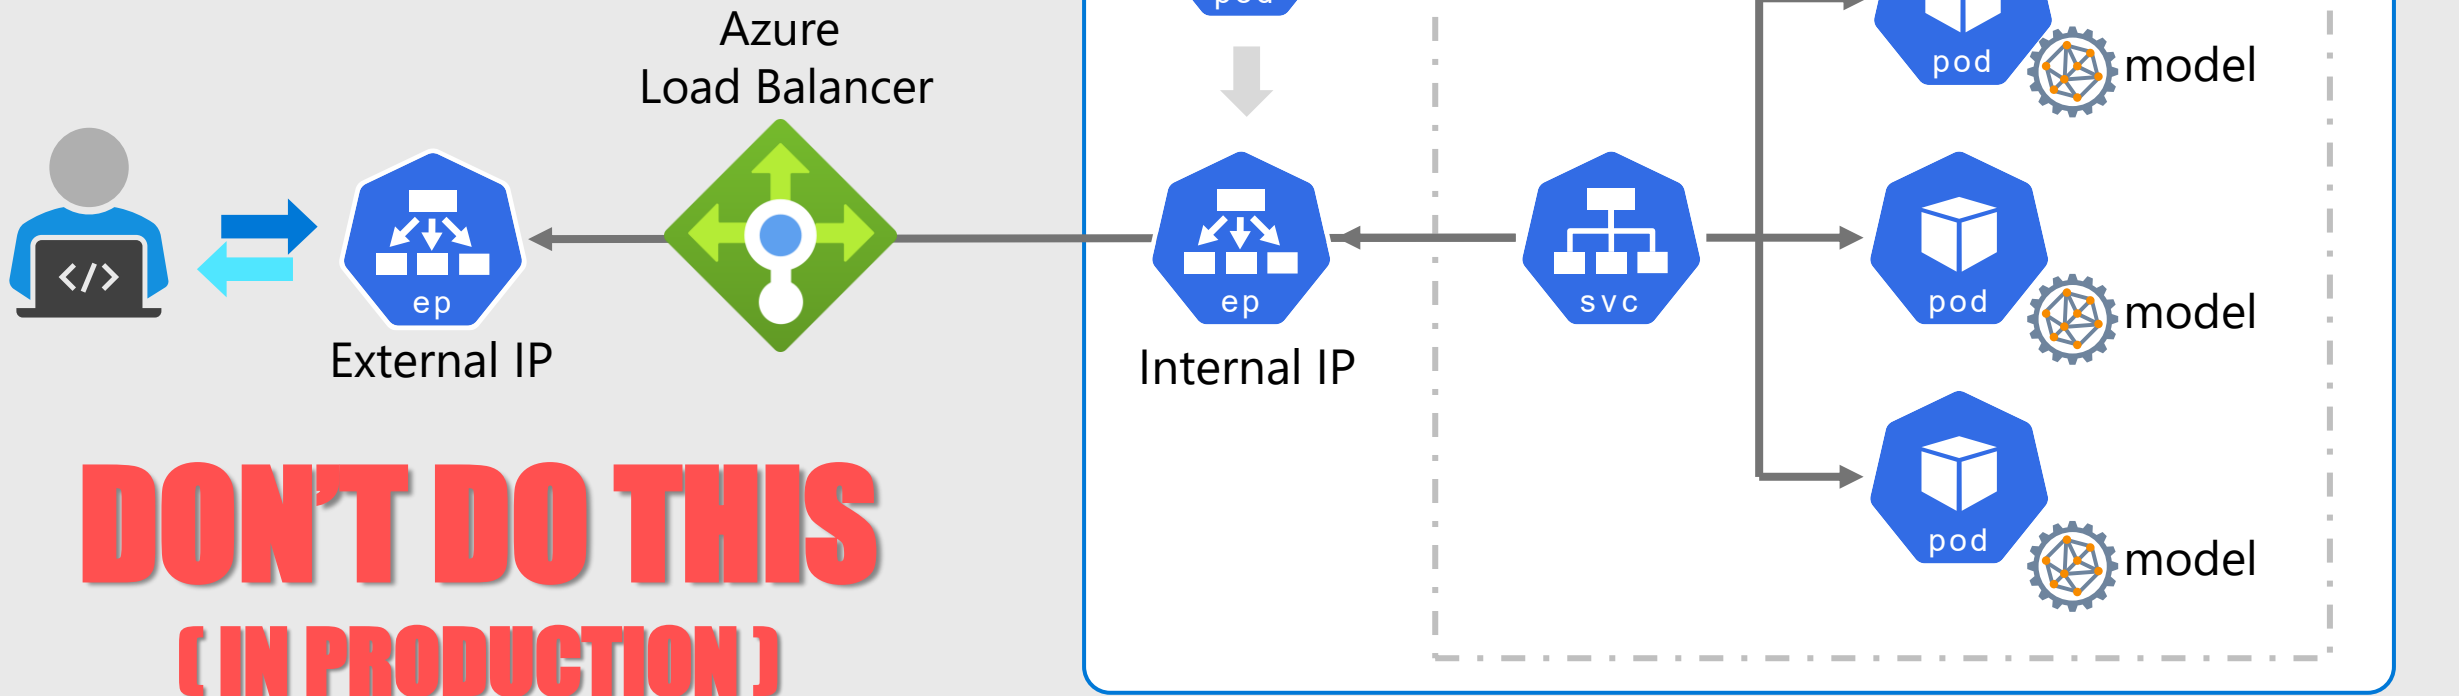 pod
Azure
Load Balancer
pod
model
</>
ep
ep
svc
pod
model
External IP
Internal IP
DON'T DO THIS
pod
model
( IN PRODUCTION )